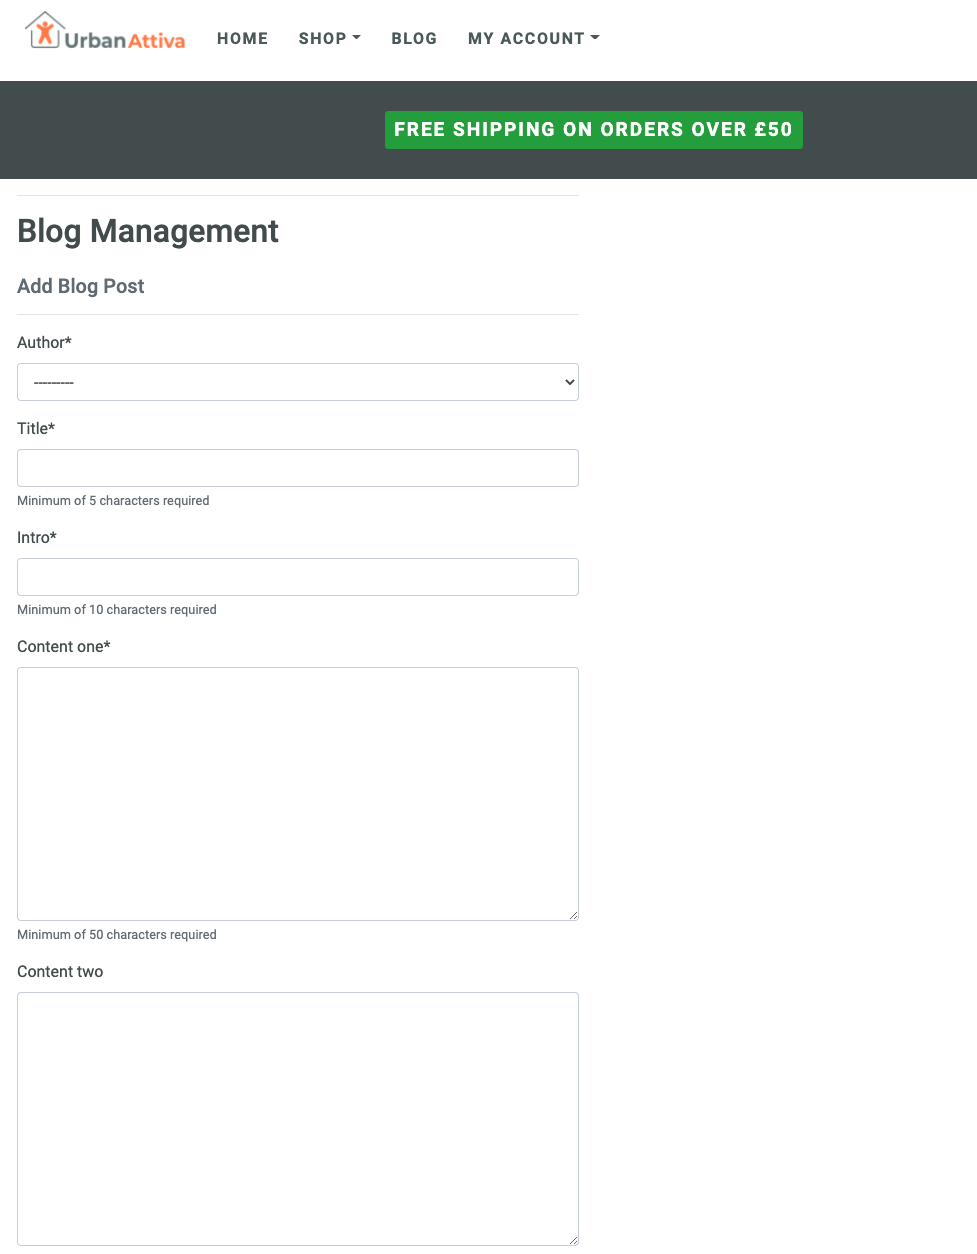 UrbanAttiva HOME SHOP BLOG MY ACCOUNT
FREE SHIPPING ON ORDERS OVER £50
Blog Management
Add Blog Post
Author*
---------
Title*
Minimum of 5 characters required
Intro*
Minimum of 10 characters required
Content one*
Minimum of 50 characters required
Content two